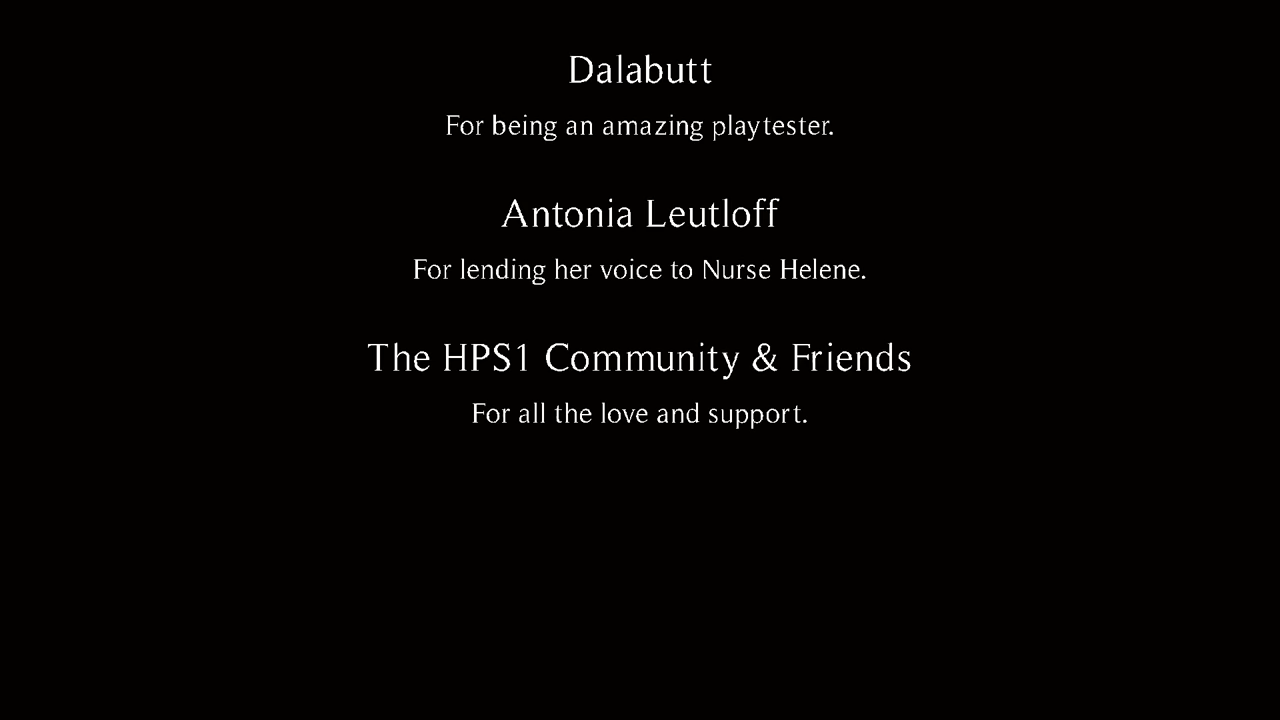 Dalabutt
For being an amazing playtester.
Antonia Leutloff
For lending her voice to Nurse Helene.
The HPS1 Community & Friends
For all the love and support.